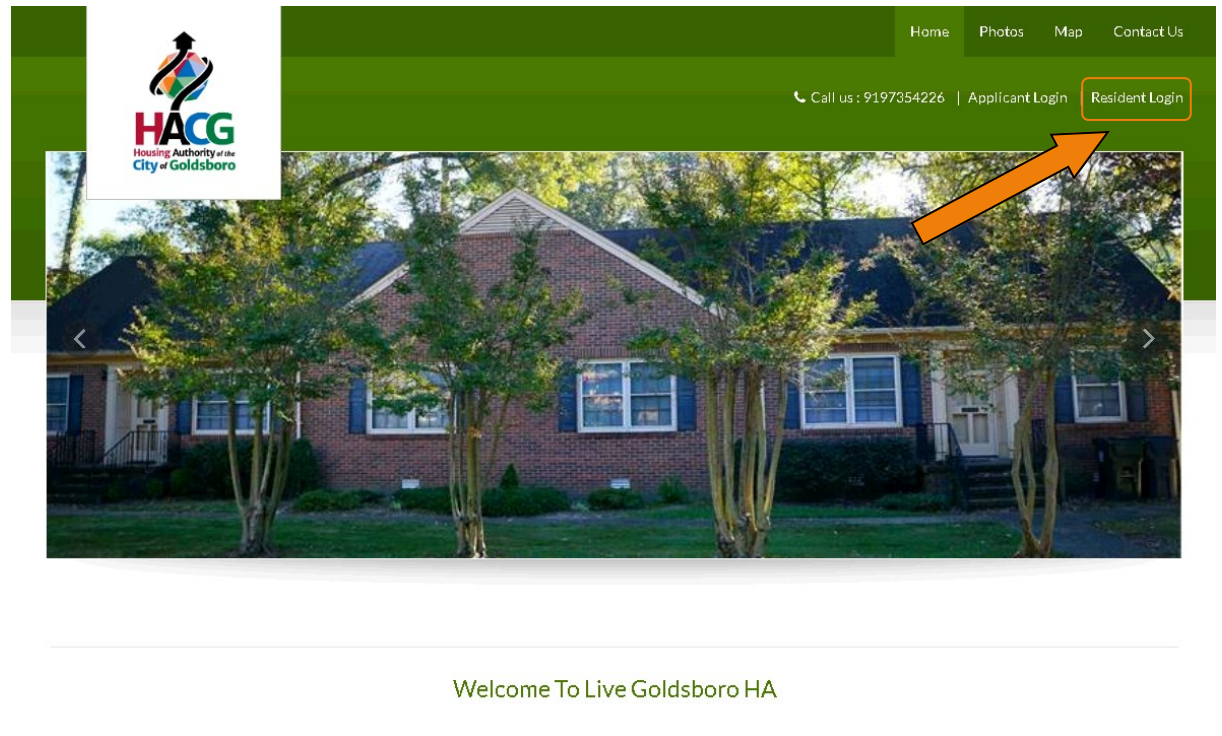 Home Photos Map Contact Us
Call us : 9197354226 | Applicant Login | Resident Login
HACG
Housing Authority of the
City of Goldsboro
Welcome To Live Goldsboro HA